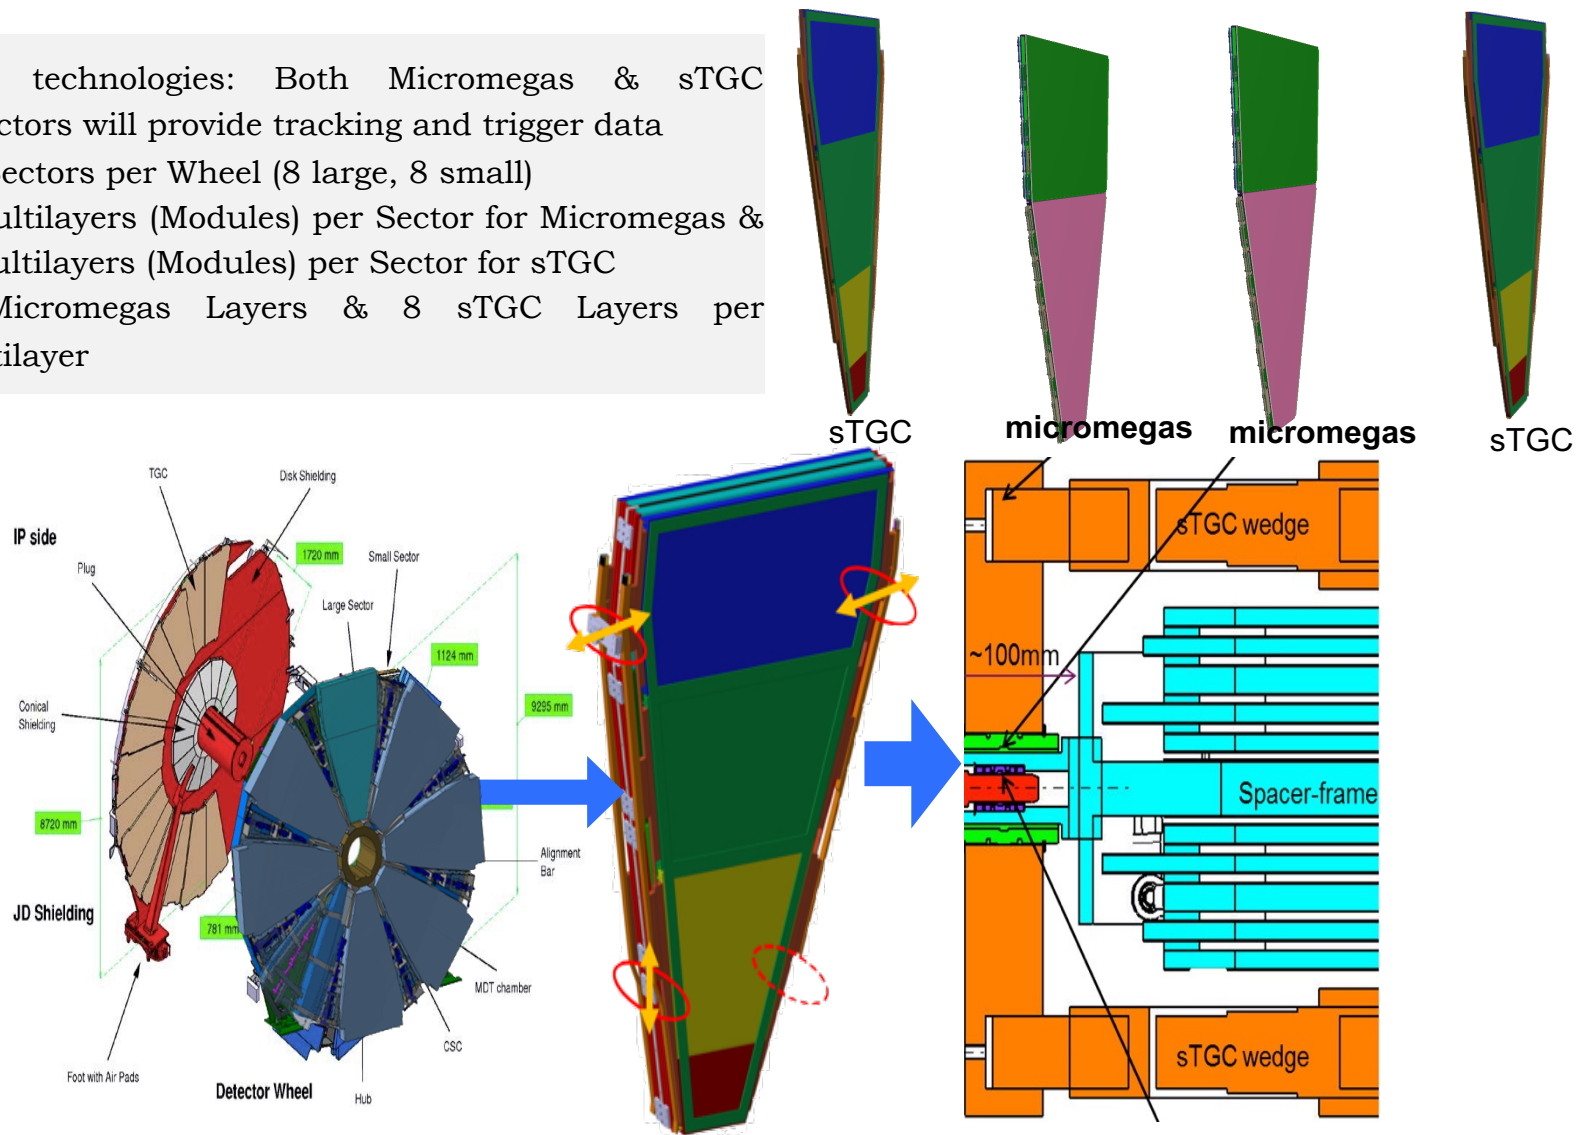 technologies: Both Micromegas & sTGC
ctors will provide tracking and trigger data
ectors per Wheel (8 large, 8 small)
ultilayers (Modules) per Sector for Micromegas &
ultilayers (Modules) per Sector for sTGC
Micromegas Layers & 8 sTGC Layers per
tilayer
sTGC
micromegas
micromegas
sTGC
TGC
Disk Shielding
IP side
1720 mm
Small Sector
Plug
Large Sector
1124 mm
Conical
Shielding
9295 mm
8720 mm
Alignment
Bar
JD Shielding
781 mm
MDT chamber
CSC
Foot with Air Pads
Detector Wheel
Hub
sTGC wedge
~100mm
Spacer-frame
sTGC wedge